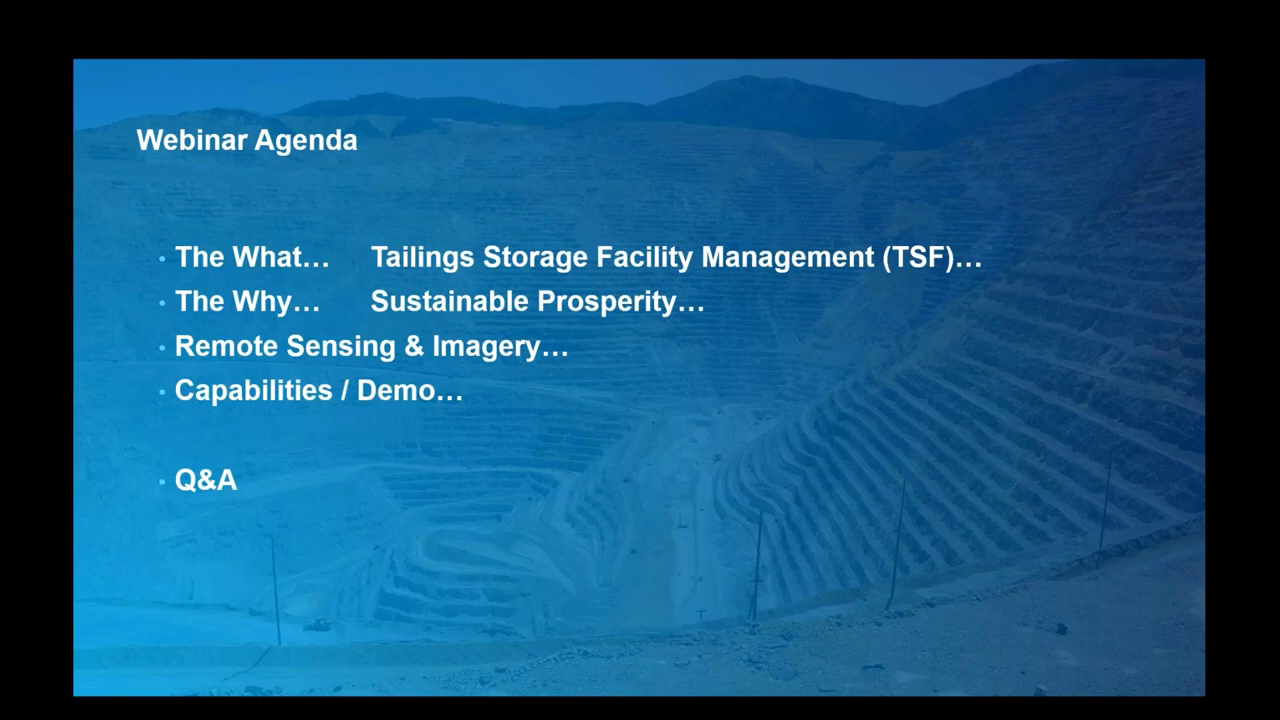 Webinar Agenda
• The What… Tailings Storage Facility Management (TSF)…
• The Why… Sustainable Prosperity…
• Remote Sensing & Imagery…
• Capabilities / Demo…
• Q&A